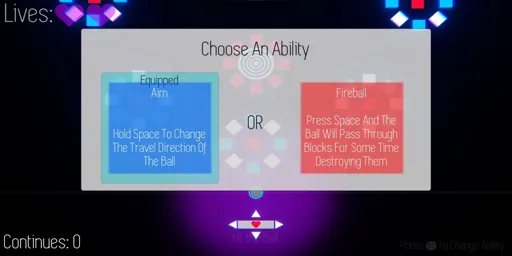 Lives:
Choose An Ability
Equipped
Aim
Hold Space To Change
The Travel Direction Of
The Ball
OR
Fireball
Press Space And The
Ball Will Pass Through
Blocks For Some Time
Destroying Them
Continues: 0
Press To Change Ability